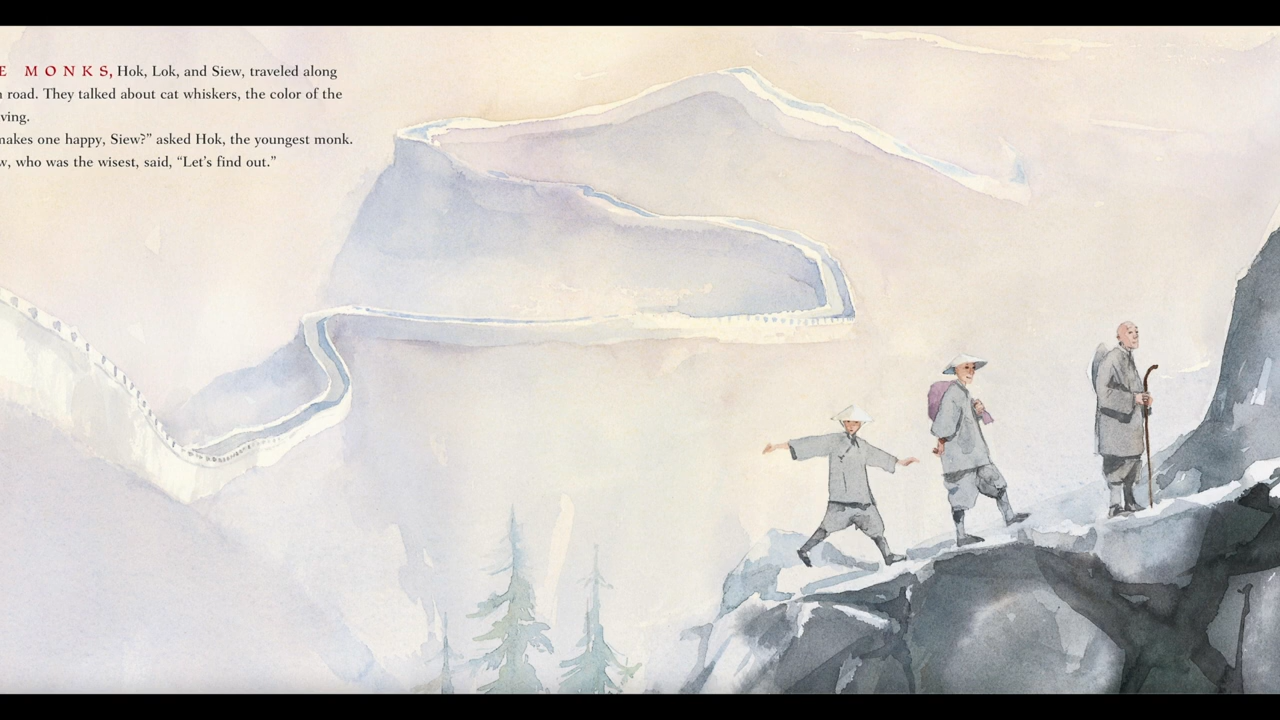 E MONKS, Hok, Lok, and Siew, traveled along
road. They talked about cat whiskers, the color of the
ving.
makes one happy, Siew?” asked Hok, the youngest monk.
w, who was the wisest, said, “Let’s find out.”